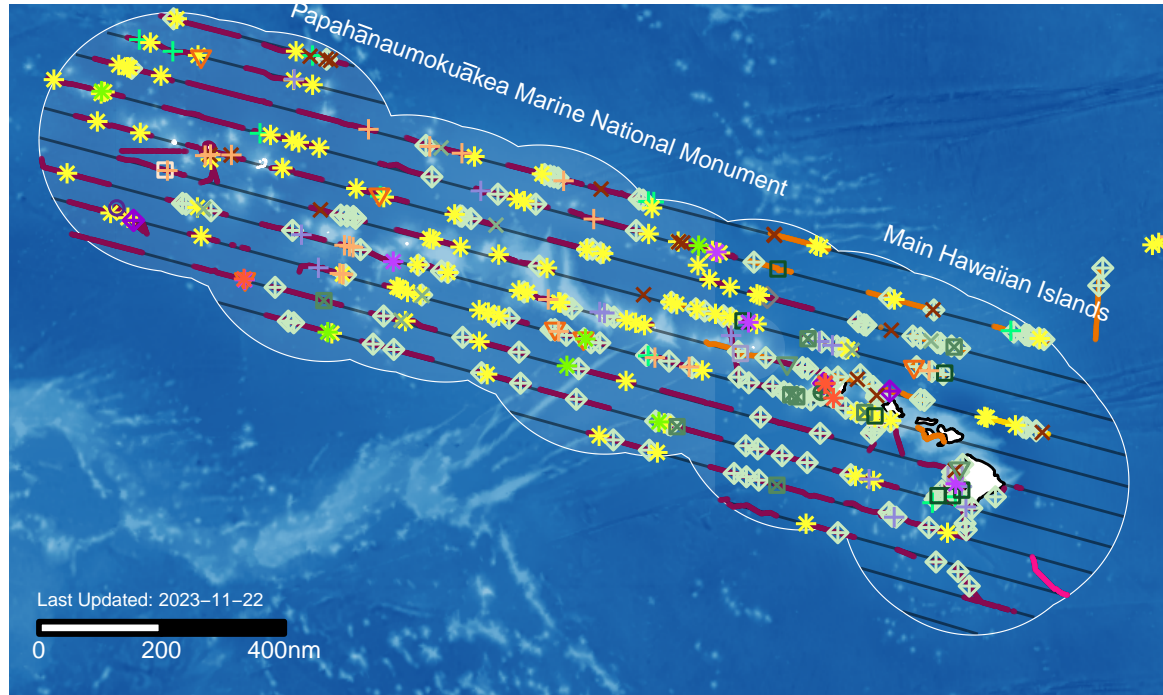 Papahānaumokuākea Marine National Monument
Main Hawaiian Islands
Last Updated: 2023−11−22
0 200 400nm